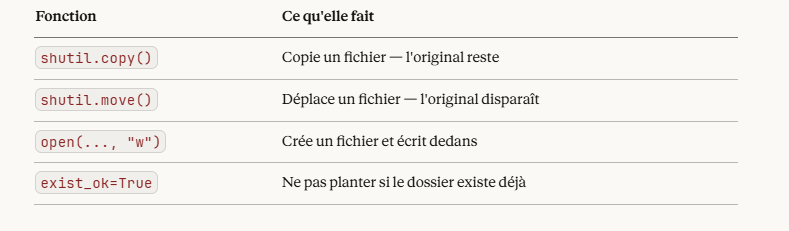 Fonction Ce qu'elle fait
shutil.copy() Copie un fichier — l'original reste
shutil.move() Déplace un fichier — l'original disparaît
open(..., "w") Crée un fichier et écrit dedans
exist_ok=True Ne pas planter si le dossier existe déjà